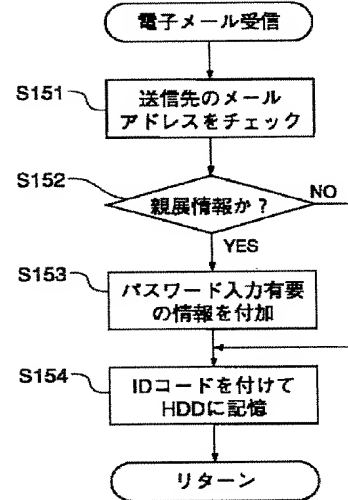 電子メール受信
S151
送信先のメール
アドレスをチェック
S152
親展情報か?
NO
YES
S153
パスワード入力有要
の情報を付加
S154
IDコードを付けて
HDDに記憶
リターン